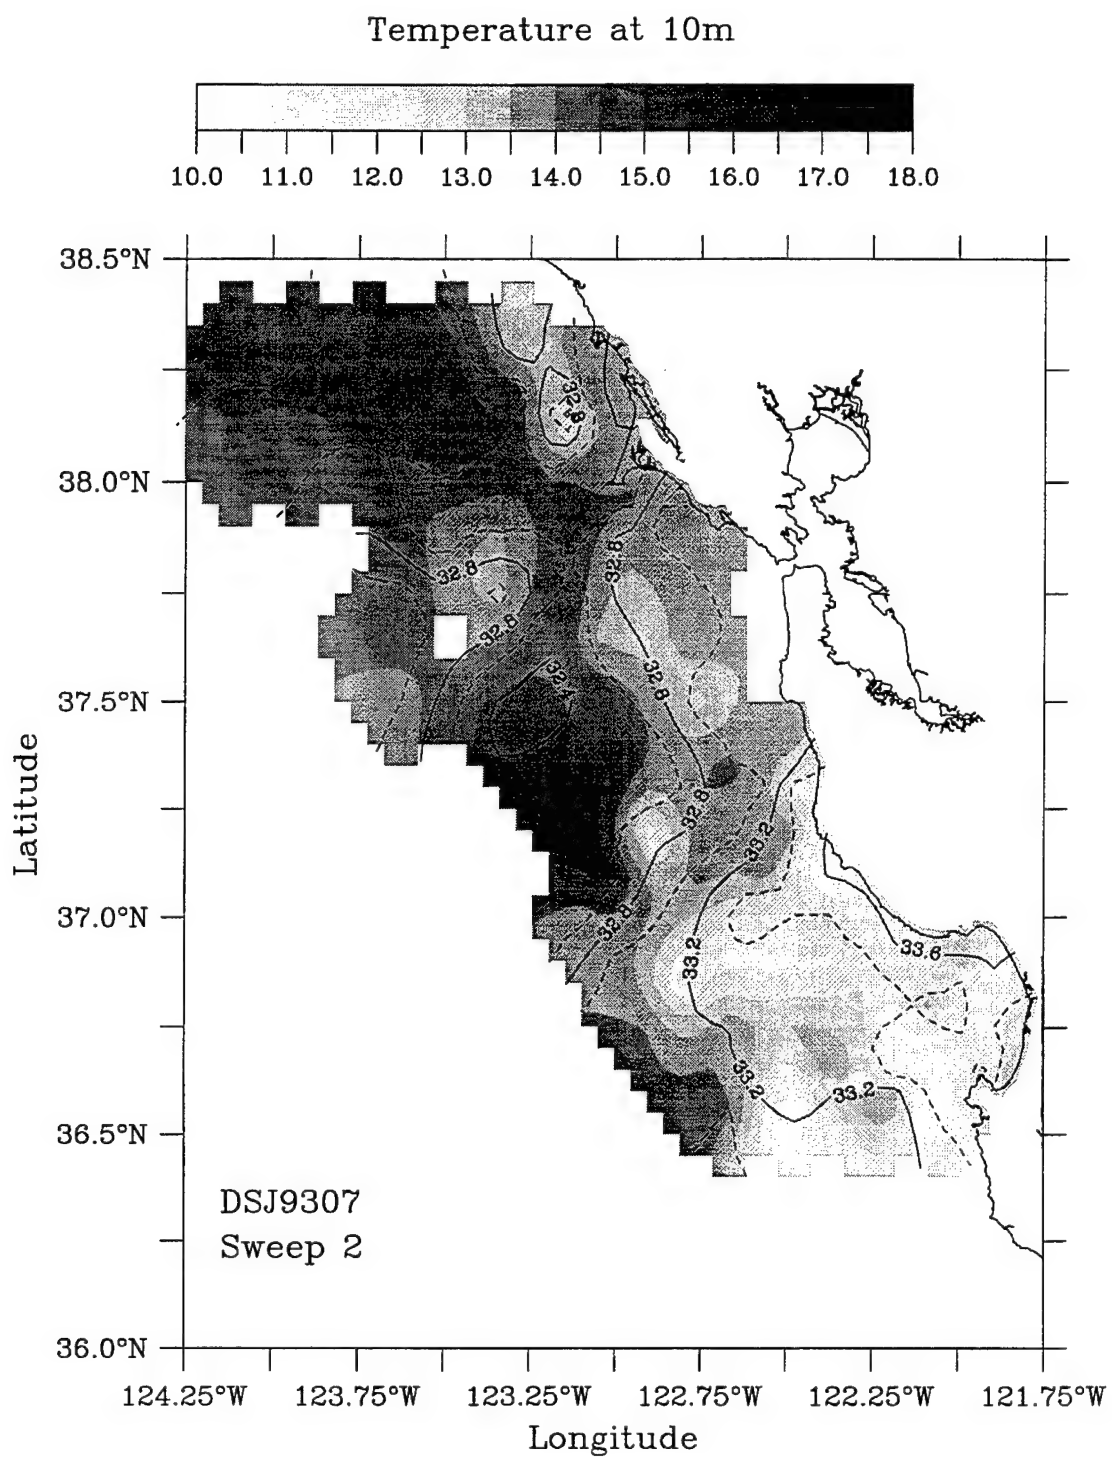 Temperature at 10m
10.0 11.0 12.0 13.0 14.0 15.0 16.0 17.0 18.0
38.5°N
32.8
38.0°N
32.8
32.8
32.8
32.4
32.8
37.5°N
32.8
33.2
37.0°N
32.8
33.2
33.6
33.2
33.2
36.5°N
DSJ9307
Sweep 2
36.0°N
124.25°W 123.75°W 123.25°W 122.75°W 122.25°W 121.75°W
Latitude
Longitude